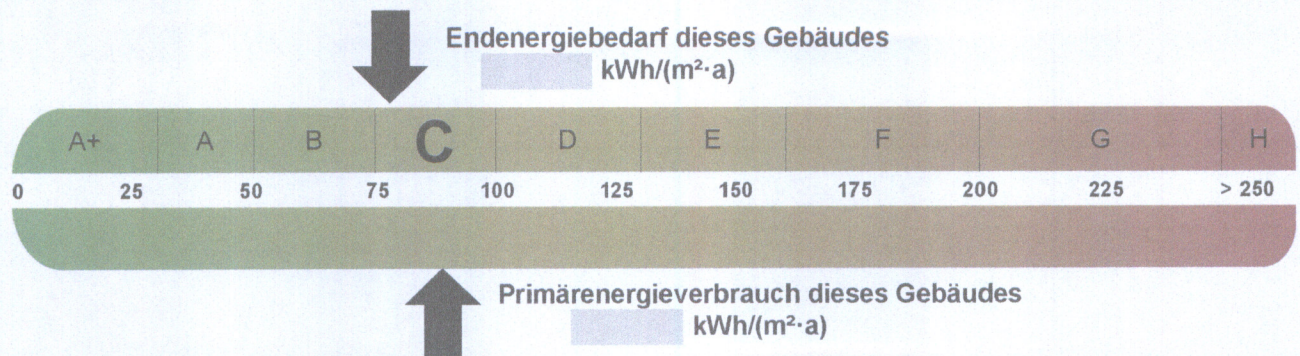 Endenergiebedarf dieses Gebäudes
kWh/(m²·a)
A+ A B C D E F G H
0 25 50 75 100 125 150 175 200 225 > 250
Primärenergieverbrauch dieses Gebäudes
kWh/(m²·a)